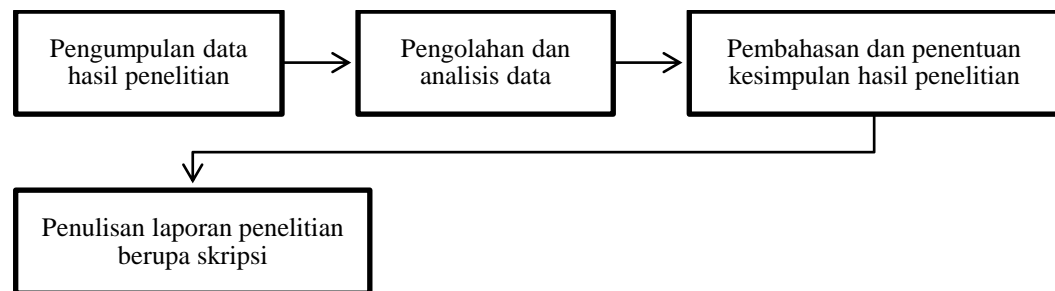 Pengumpulan data
hasil penelitian
Pengolahan dan
analisis data
Pembahasan dan penentuan
kesimpulan hasil penelitian
Penulisan laporan penelitian
berupa skripsi